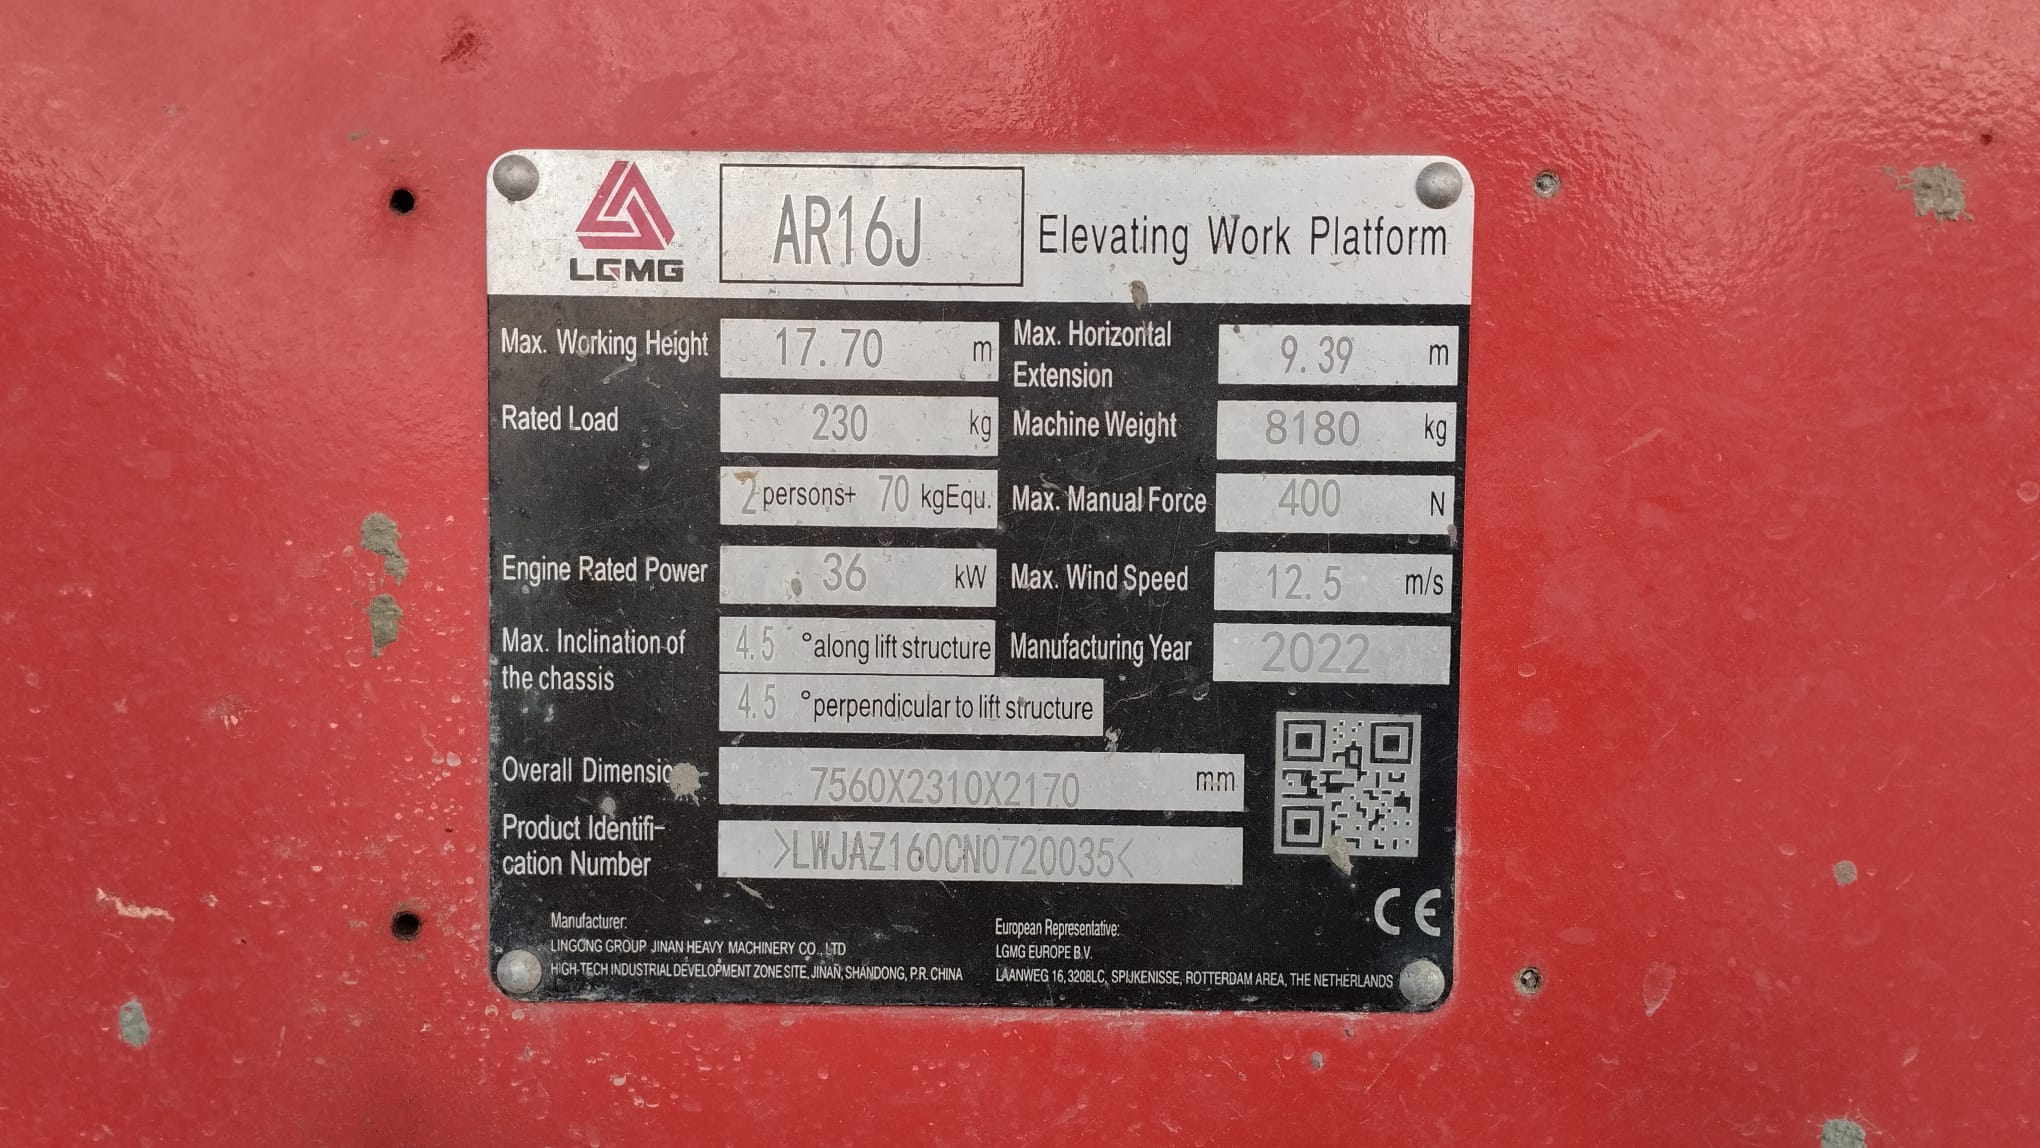 LGMG
AR16J
Elevating Work Platform
Max. Working Height 17.70 m
Max. Horizontal Extension 9.39 m
Rated Load 230 kg
Machine Weight 8180 kg
2 persons+ 70 kgEqu.
Max. Manual Force 400 N
Engine Rated Power 36 kW
Max. Wind Speed 12.5 m/s
Max. Inclination of the chassis
4.5 °along lift structure
Manufacturing Year 2022
4.5 °perpendicular to lift structure
Overall Dimensio 7560X2310X2170 mm
Product Identifi-
cation Number >LWJAZ160CN0720035<
CE
Manufacturer:
LINGONG GROUP JINAN HEAVY MACHINERY CO., LTD
HIGH-TECH INDUSTRIAL DEVELOPMENT ZONE SITE, JINAN, SHANDONG, P.R. CHINA
European Representative:
LGMG EUROPE B.V.
LAANWEG 16, 3208LC, SPIJKENISSE, ROTTERDAM AREA, THE NETHERLANDS